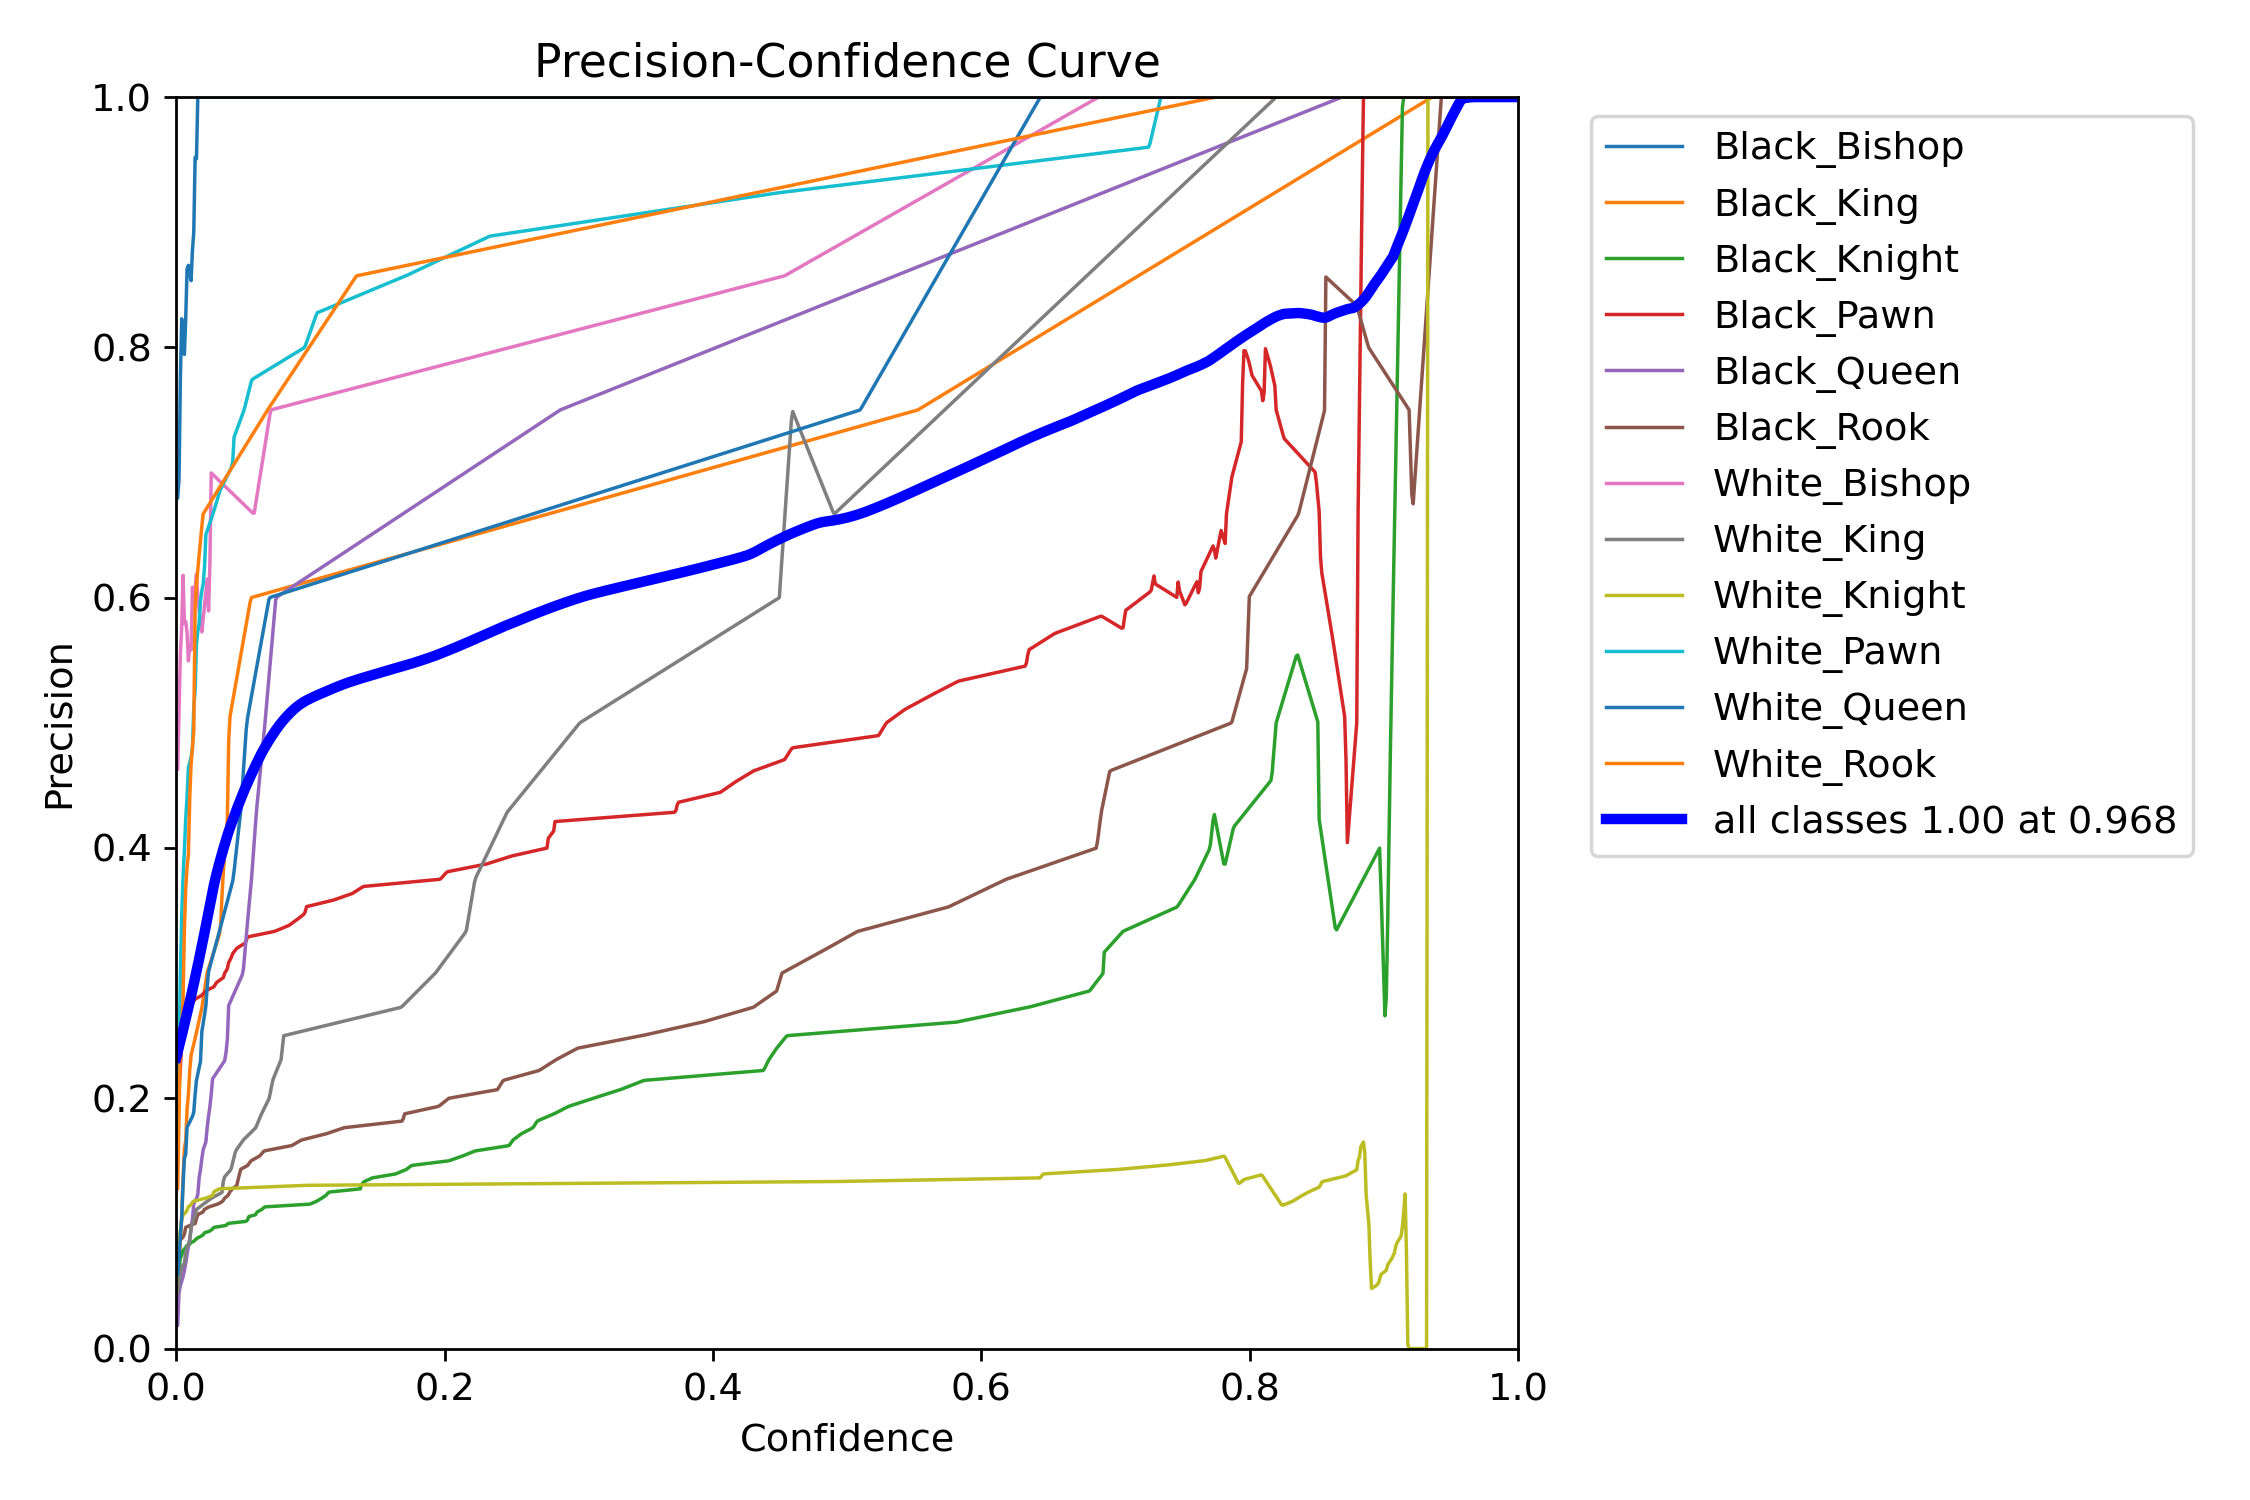 Precision-Confidence Curve
1.0
0.8
0.6
0.4
0.2
0.0
Precision
0.0 0.2 0.4 0.6 0.8 1.0
Confidence
Black_Bishop
Black_King
Black_Knight
Black_Pawn
Black_Queen
Black_Rook
White_Bishop
White_King
White_Knight
White_Pawn
White_Queen
White_Rook
all classes 1.00 at 0.968